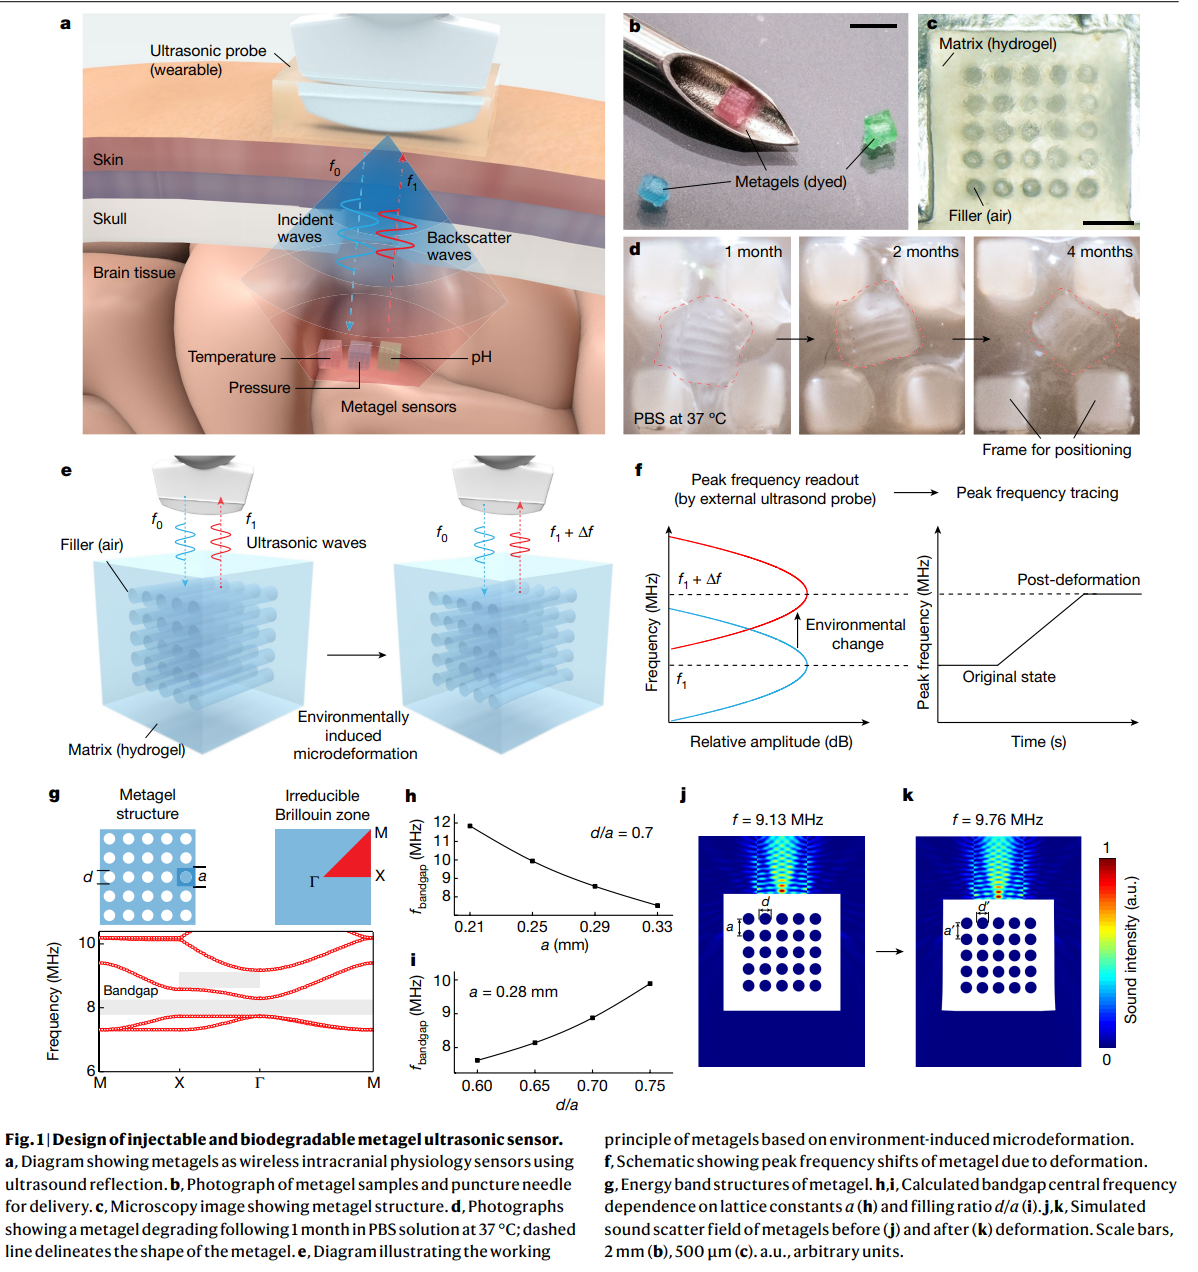 a
Ultrasonic probe
(wearable)
Skin
Skull
Brain tissue
f0
f1
Incident
waves
Backscatter
waves
Temperature
Pressure
pH
Metagel sensors
b
Metagels (dyed)
c
Matrix (hydrogel)
Filler (air)
d
1 month
2 months
4 months
PBS at 37 ºC
Frame for positioning
e
f0
f1
Ultrasonic waves
Filler (air)
f0
f1 + Δf
Environmentally
induced
microdeformation
Matrix (hydrogel)
f
Peak frequency readout
(by external ultrasond probe)
Peak frequency tracing
Frequency (MHz)
f1 + Δf
Environmental
change
f1
Relative amplitude (dB)
Peak frequency (MHz)
Post-deformation
Original state
Time (s)
g
Metagel
structure
d
a
Irreducible
Brillouin zone
M
Γ
X
Frequency (MHz)
10
8
6
Bandgap
M X Γ M
h
fbandgap (MHz)
12
11
10
9
8
d/a = 0.7
0.21 0.25 0.29 0.33
a (mm)
i
fbandgap (MHz)
10
9
8
a = 0.28 mm
0.60 0.65 0.70 0.75
d/a
j
f = 9.13 MHz
d
a
k
f = 9.76 MHz
d′
a′
1
Sound intensity (a.u.)
0
Fig. 1 | Design of injectable and biodegradable metagel ultrasonic sensor.
a, Diagram showing metagels as wireless intracranial physiology sensors using
ultrasound reflection. b, Photograph of metagel samples and puncture needle
for delivery. c, Microscopy image showing metagel structure. d, Photographs
showing a metagel degrading following 1 month in PBS solution at 37 °C; dashed
line delineates the shape of the metagel. e, Diagram illustrating the working
principle of metagels based on environment-induced microdeformation.
f, Schematic showing peak frequency shifts of metagel due to deformation.
g, Energy band structures of metagel. h,i, Calculated bandgap central frequency
dependence on lattice constants a (h) and filling ratio d/a (i). j,k, Simulated
sound scatter field of metagels before (j) and after (k) deformation. Scale bars,
2 mm (b), 500 μm (c). a.u., arbitrary units.